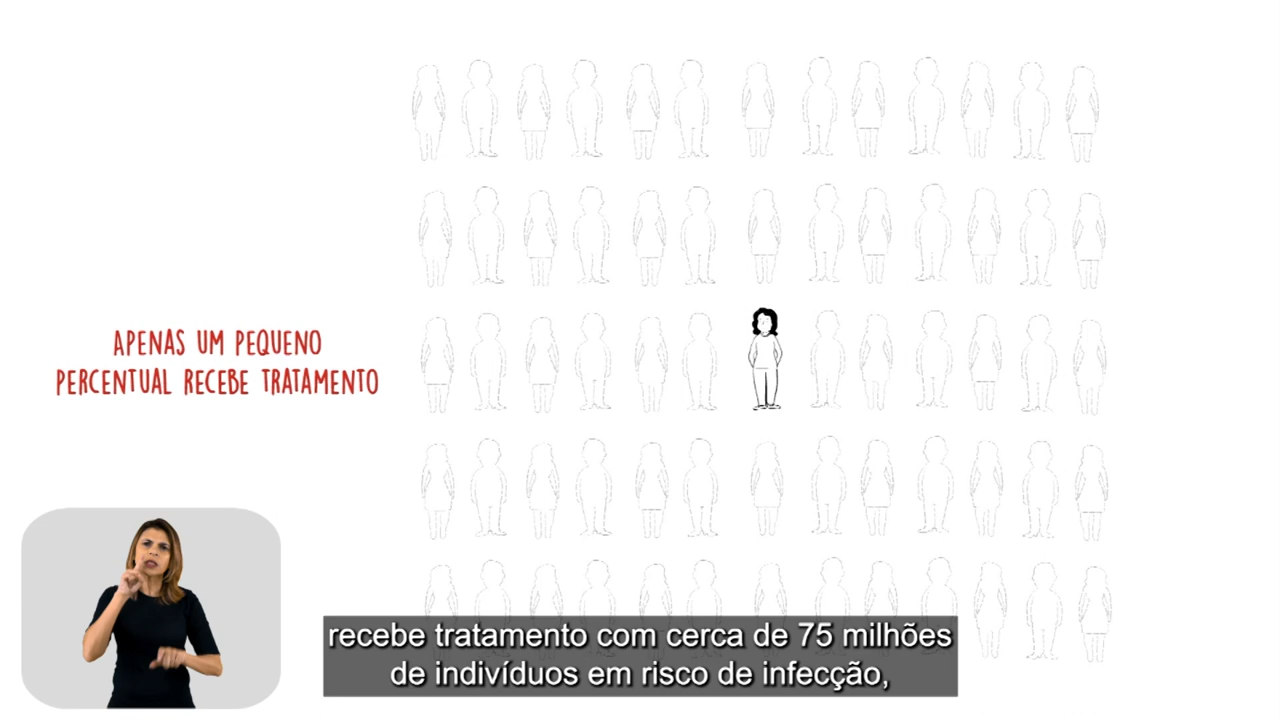 APENAS UM PEQUENO
PERCENTUAL RECEBE TRATAMENTO
recebe tratamento com cerca de 75 milhões
de indivíduos em risco de infecção,